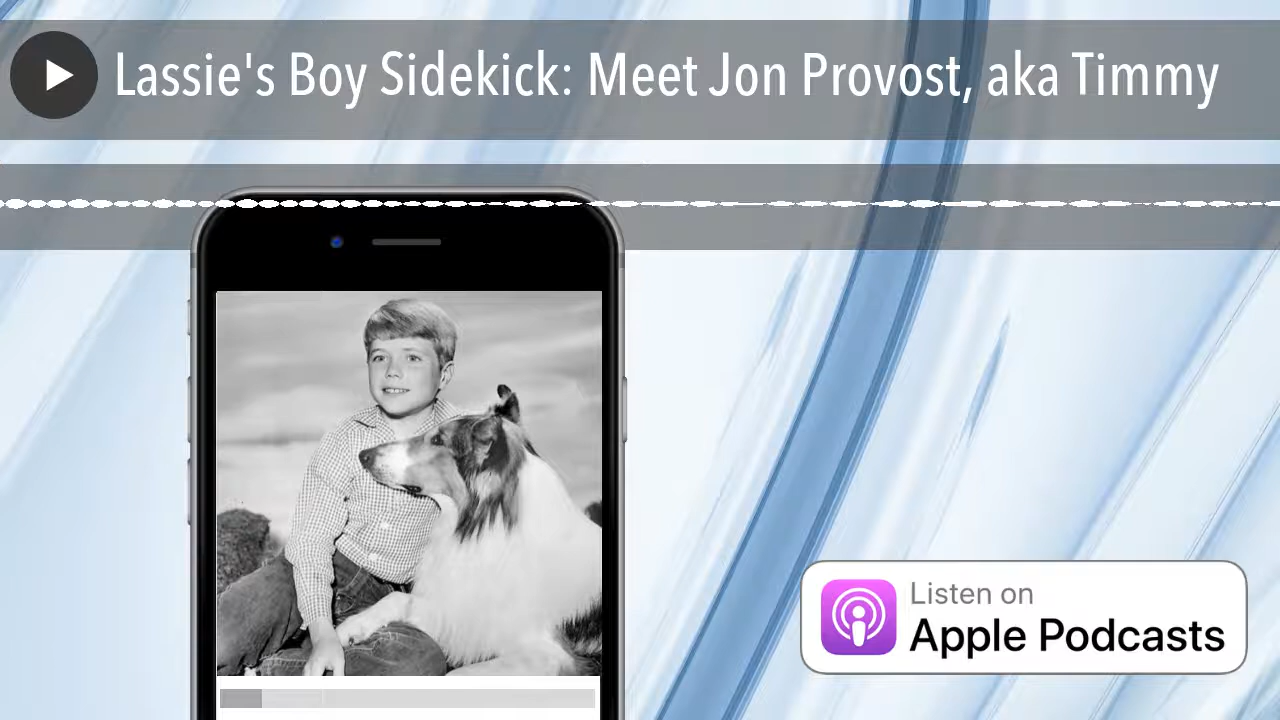 Lassie's Boy Sidekick: Meet Jon Provost, aka Timmy
Listen on
Apple Podcasts